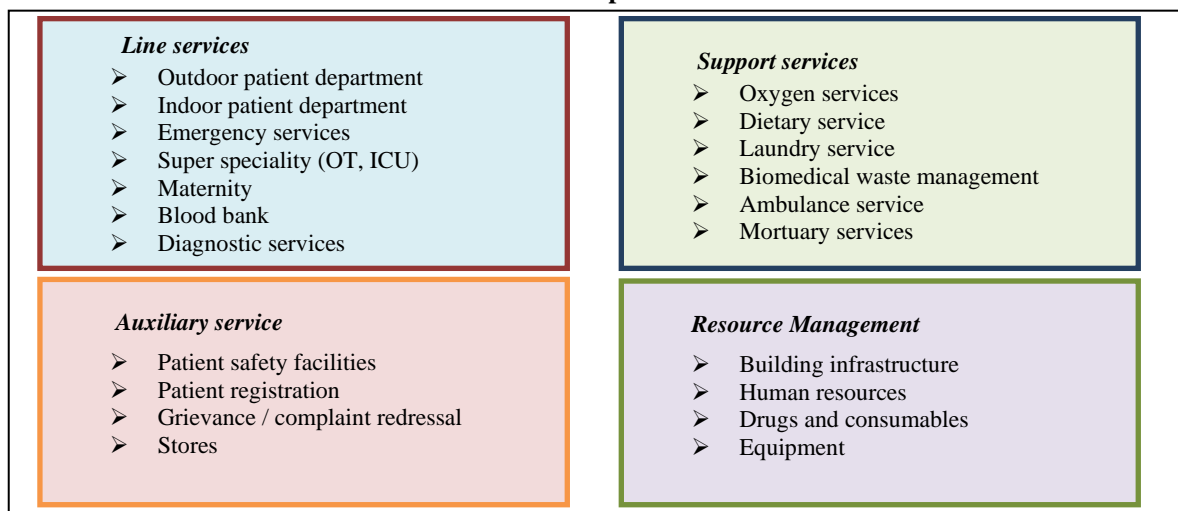 Line services
➢ Outdoor patient department
➢ Indoor patient department
➢ Emergency services
➢ Super speciality (OT, ICU)
➢ Maternity
➢ Blood bank
➢ Diagnostic services
Support services
➢ Oxygen services
➢ Dietary service
➢ Laundry service
➢ Biomedical waste management
➢ Ambulance service
➢ Mortuary services
Auxiliary service
➢ Patient safety facilities
➢ Patient registration
➢ Grievance / complaint redressal
➢ Stores
Resource Management
➢ Building infrastructure
➢ Human resources
➢ Drugs and consumables
➢ Equipment